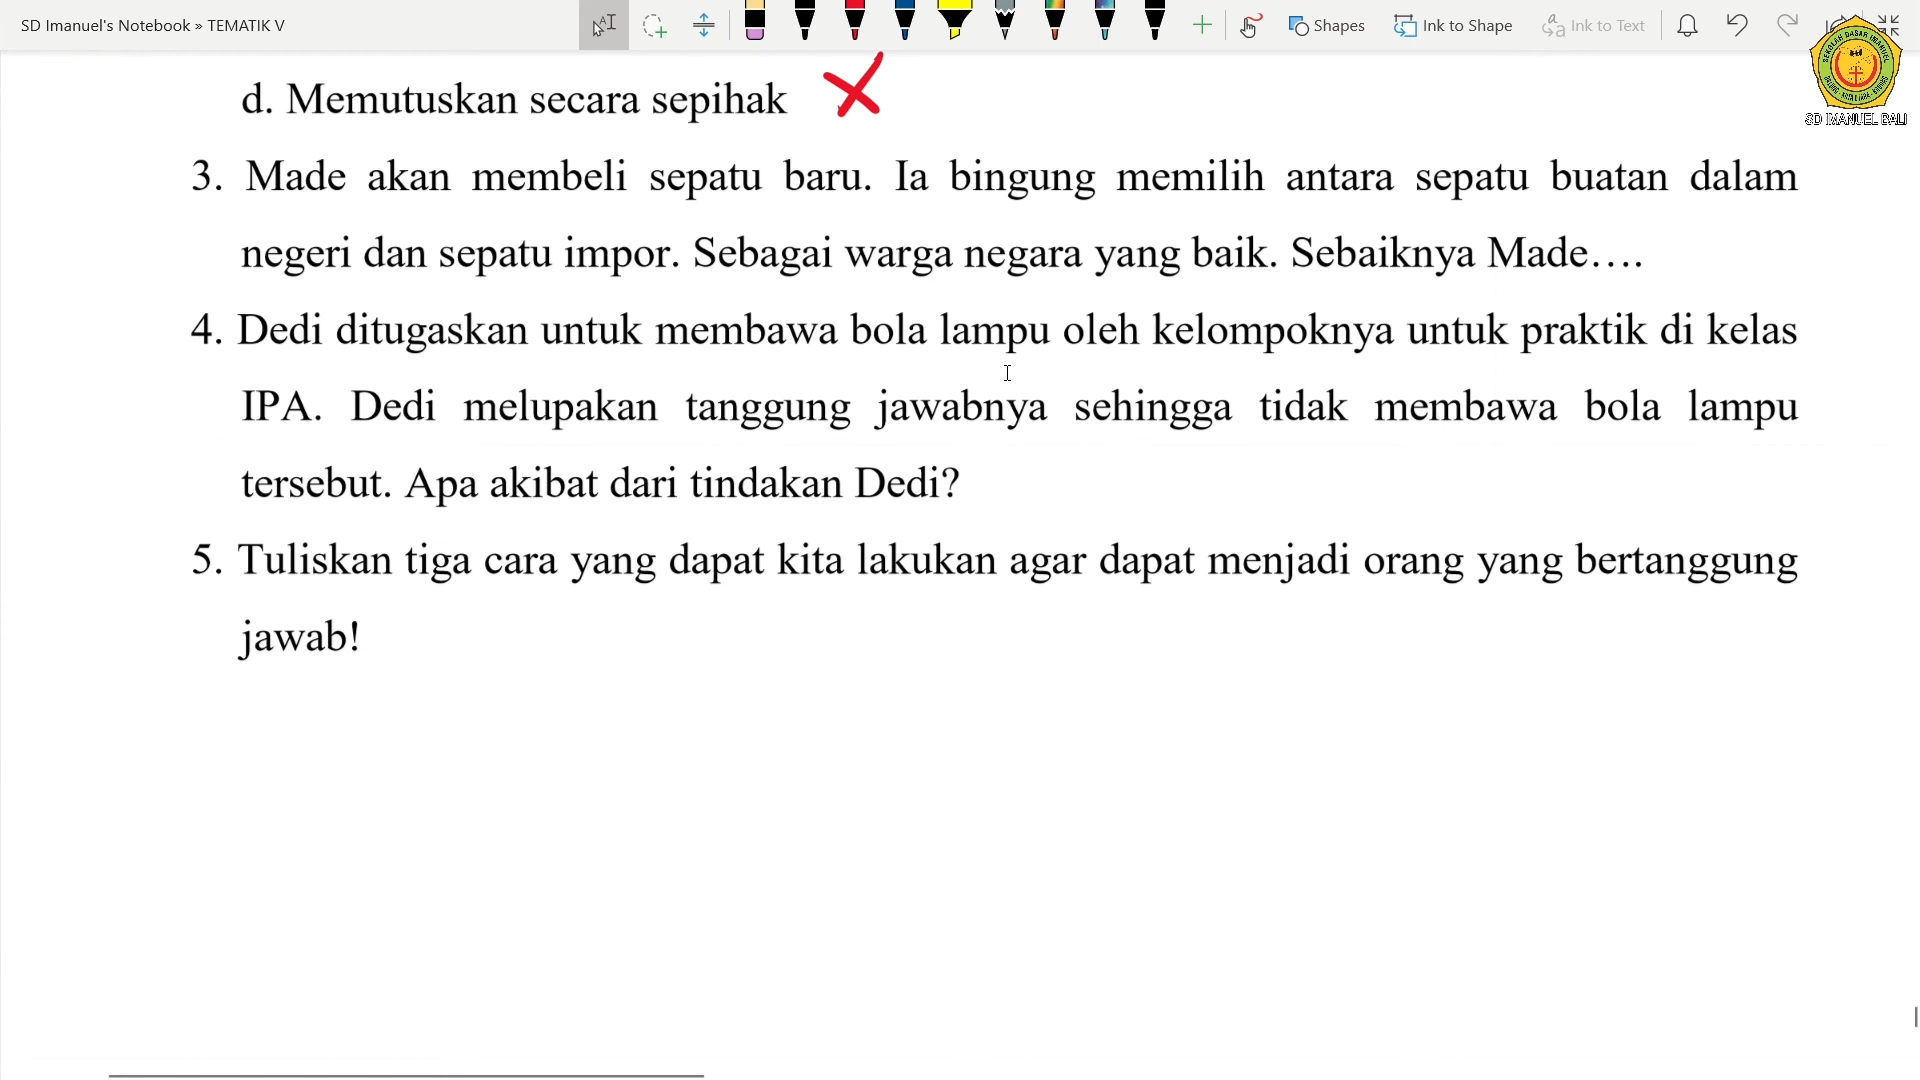 SD Imanuel's Notebook » TEMATIK V
Shapes
Ink to Shape
Ink to Text
SEKOLAH DASAR IMANUEL
SD IMANUEL BALI
d. Memutuskan secara sepihak
3. Made akan membeli sepatu baru. Ia bingung memilih antara sepatu buatan dalam
negeri dan sepatu impor. Sebagai warga negara yang baik. Sebaiknya Made....
4. Dedi ditugaskan untuk membawa bola lampu oleh kelompoknya untuk praktik di kelas
IPA. Dedi melupakan tanggung jawabnya sehingga tidak membawa bola lampu
tersebut. Apa akibat dari tindakan Dedi?
5. Tuliskan tiga cara yang dapat kita lakukan agar dapat menjadi orang yang bertanggung
jawab!